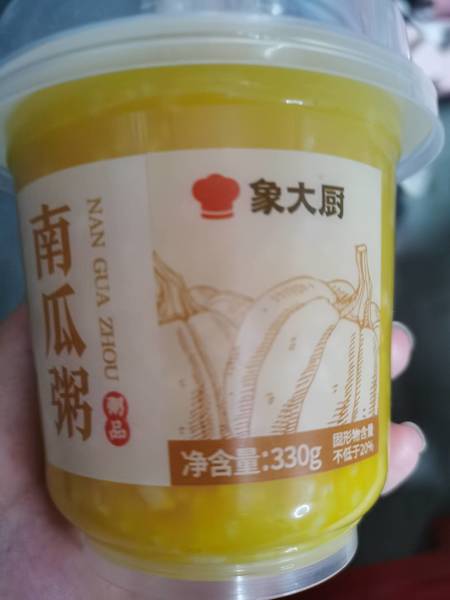 象大厨
南瓜粥
NAN GUA ZHOU
粥品
净含量:330g
固形物含量
不低于20%